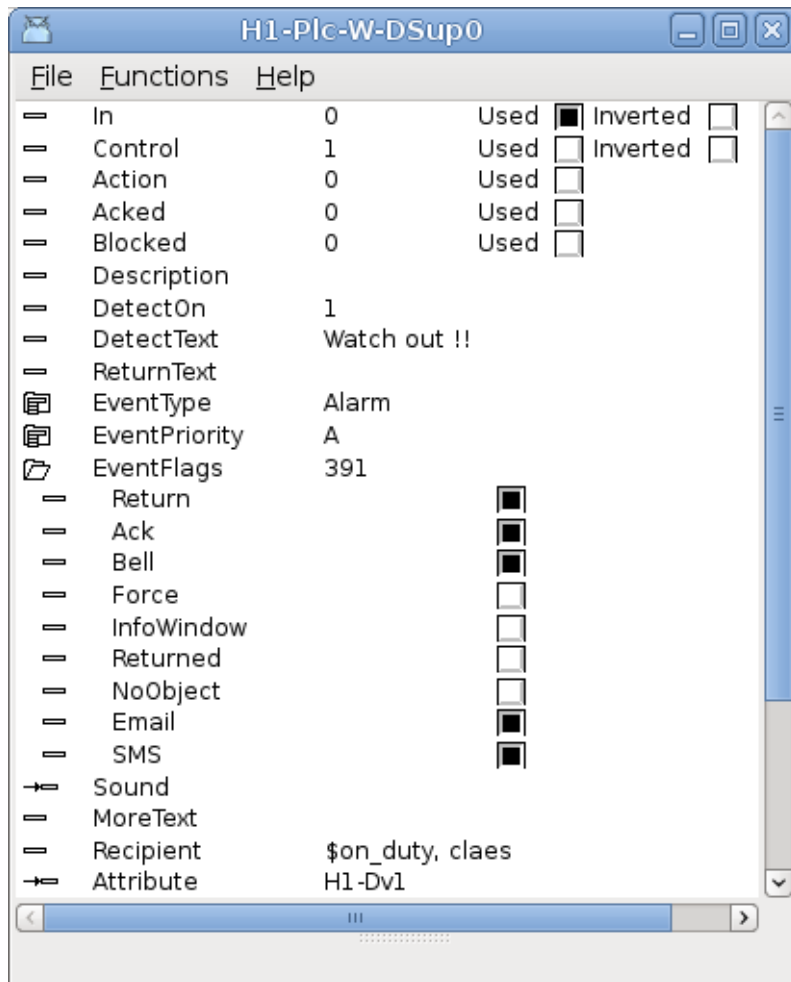 H1-Plc-W-DSup0
File Functions Help
In 0 Used Inverted
Control 1 Used Inverted
Action 0 Used
Acked 0 Used
Blocked 0 Used
Description
DetectOn 1
DetectText Watch out !!
ReturnText
EventType Alarm
EventPriority A
EventFlags 391
Return
Ack
Bell
Force
InfoWindow
Returned
NoObject
Email
SMS
Sound
MoreText
Recipient $on_duty, claes
Attribute H1-Dv1